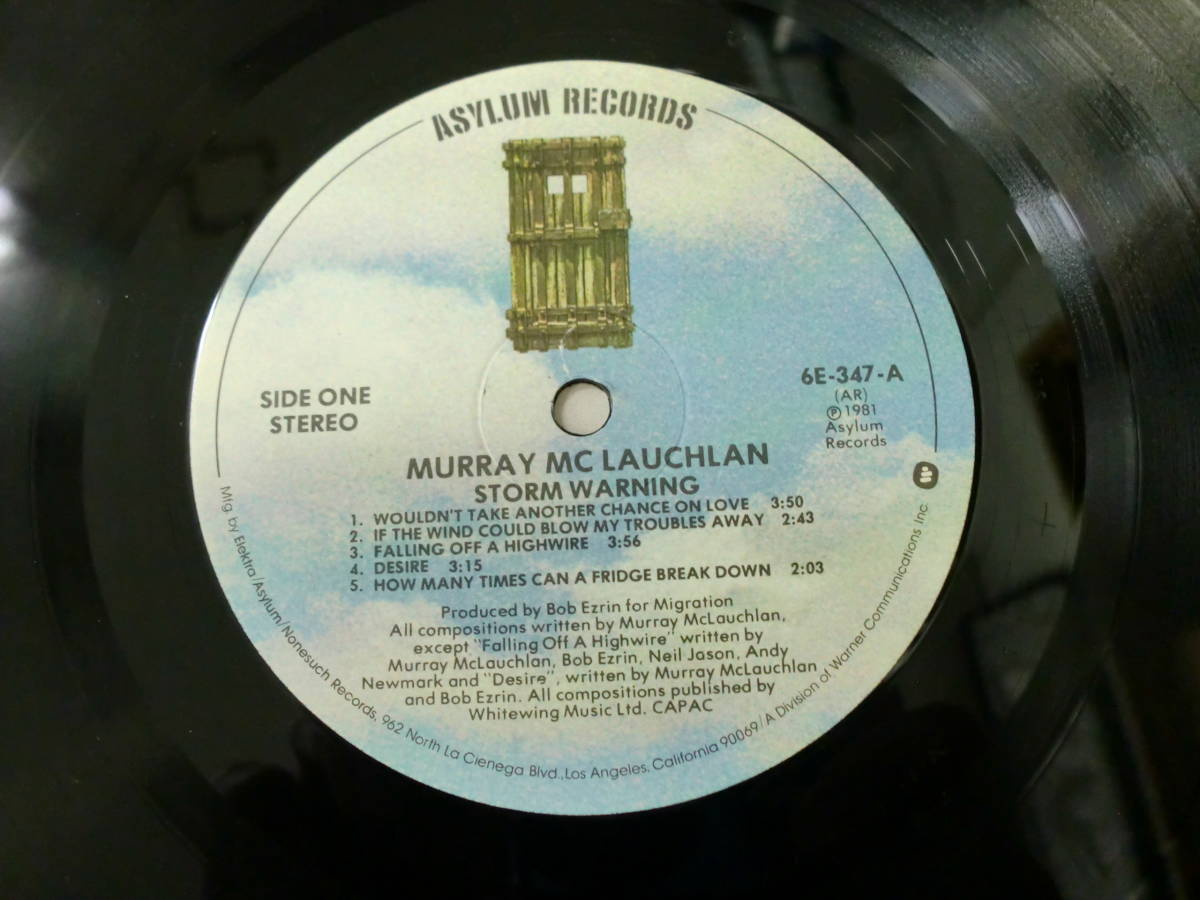 ASYLUM RECORDS
SIDE ONE
STEREO
6E-347-A
(AR)
℗ 1981
Asylum
Records
MURRAY MC LAUCHLAN
STORM WARNING
1. WOULDN'T TAKE ANOTHER CHANCE ON LOVE 3:50
2. IF THE WIND COULD BLOW MY TROUBLES AWAY 2:43
3. FALLING OFF A HIGHWIRE 3:56
4. DESIRE 3:15
5. HOW MANY TIMES CAN A FRIDGE BREAK DOWN 2:03
Produced by Bob Ezrin for Migration
All compositions written by Murray McLauchlan,
except "Falling Off A Highwire" written by
Murray McLauchlan, Bob Ezrin, Neil Jason, Andy
Newmark and "Desire", written by Murray McLauchlan
and Bob Ezrin. All compositions published by
Whitewing Music Ltd. CAPAC
Mfg. by Elektra/Asylum/Nonesuch Records, 962 North La Cienega Blvd., Los Angeles, California 90069/A Division of Warner Communications Inc.